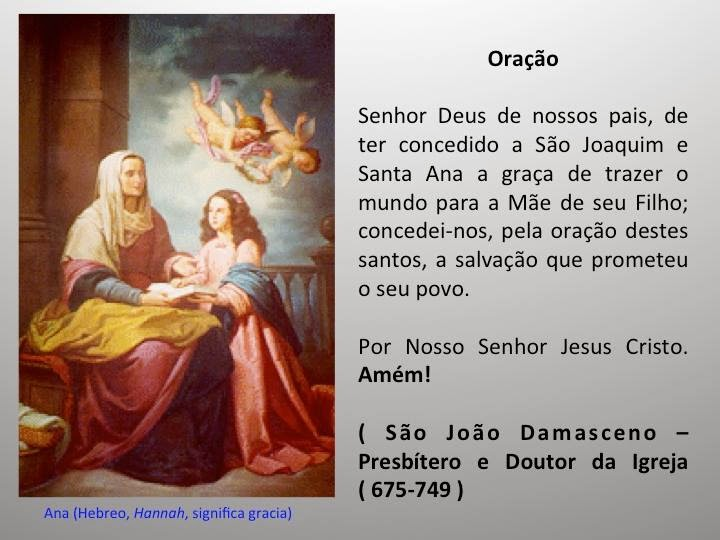 Oração
Senhor Deus de nossos pais, de
ter concedido a São Joaquim e
Santa Ana a graça de trazer o
mundo para a Mãe de seu Filho;
concedei-nos, pela oração destes
santos, a salvação que prometeu
o seu povo.
Por Nosso Senhor Jesus Cristo.
Amém!
( São João Damasceno –
Presbítero e Doutor da Igreja
( 675-749 )
Ana (Hebreo, Hannah, significa gracia)